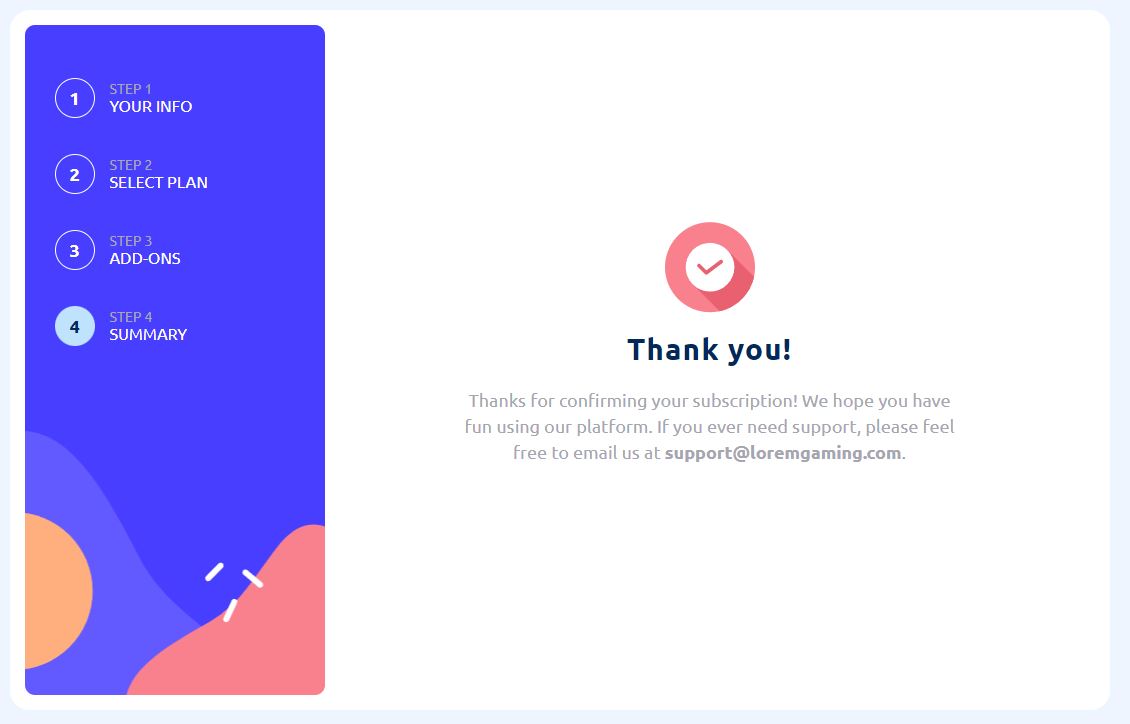 1
STEP 1
YOUR INFO
2
STEP 2
SELECT PLAN
3
STEP 3
ADD-ONS
4
STEP 4
SUMMARY
Thank you!
Thanks for confirming your subscription! We hope you have
fun using our platform. If you ever need support, please feel
free to email us at support@loremgaming.com.